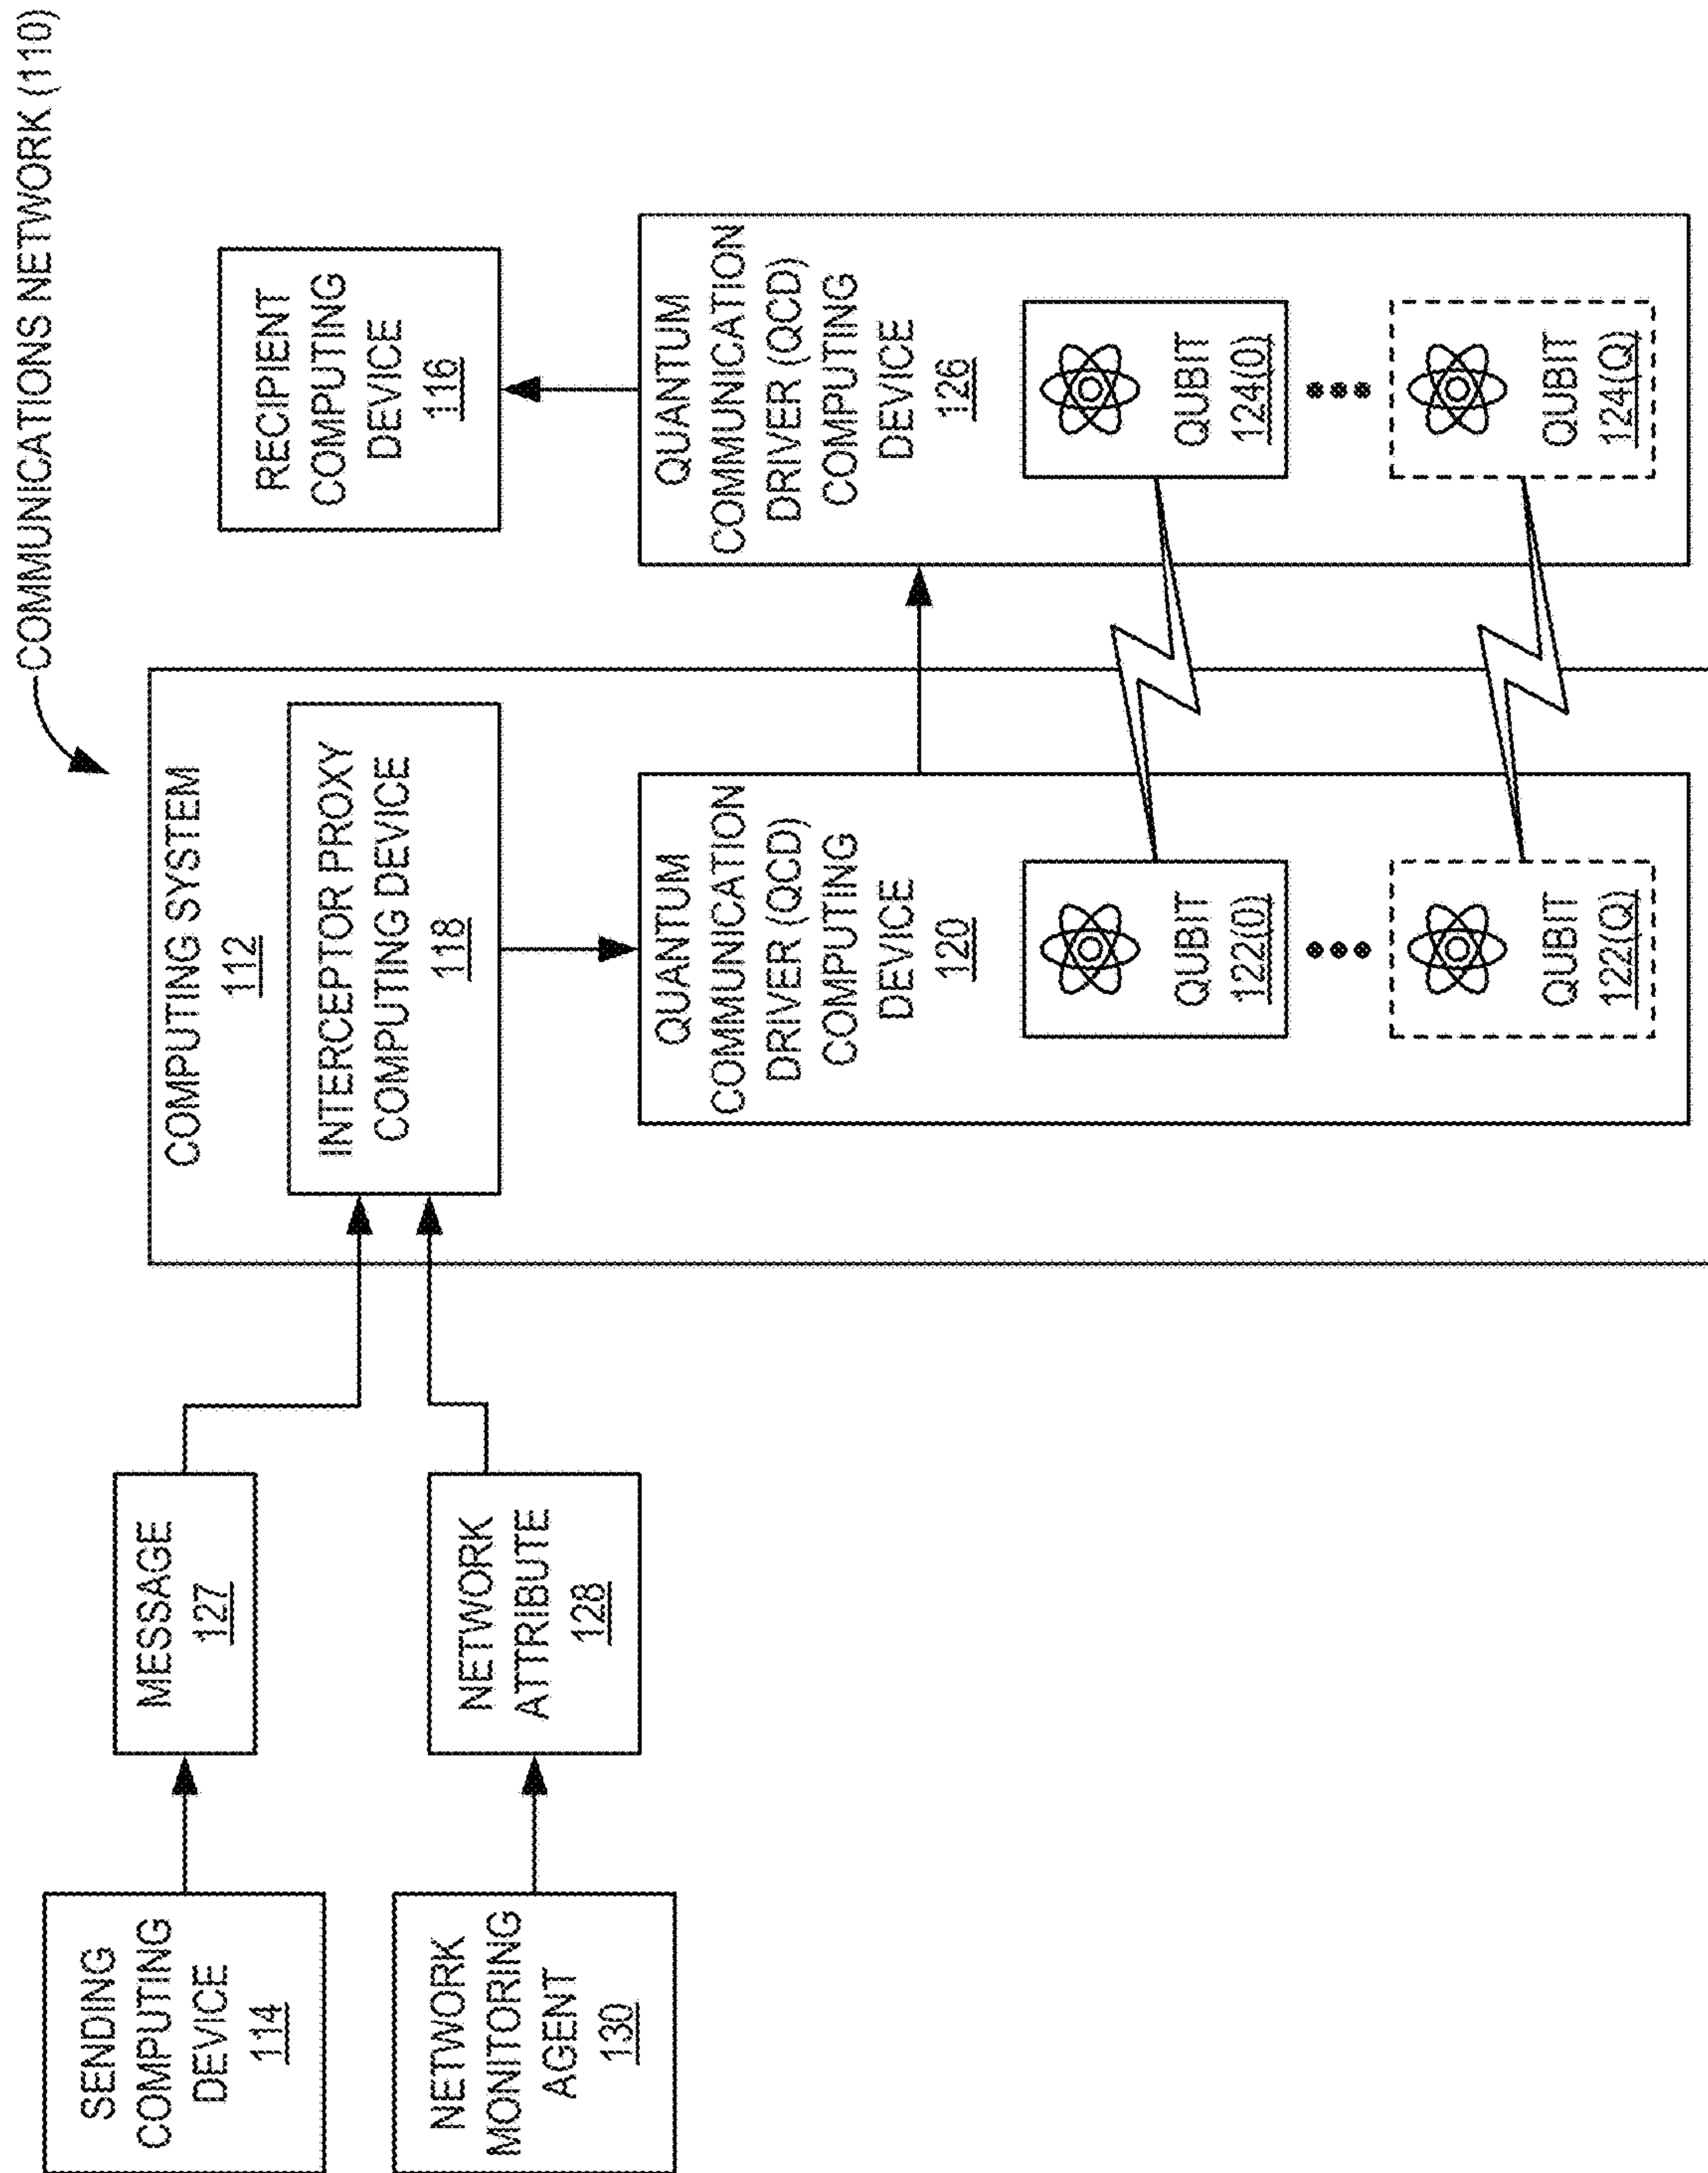 COMMUNICATIONS NETWORK (110)
SENDING
COMPUTING
DEVICE
114
MESSAGE
127
NETWORK
MONITORING
AGENT
130
NETWORK
ATTRIBUTE
128
COMPUTING SYSTEM
112
INTERCEPTOR PROXY
COMPUTING DEVICE
118
QUANTUM
COMMUNICATION
DRIVER (QCD)
COMPUTING
DEVICE
120
QUBIT
122(0)
QUBIT
122(Q)
RECIPIENT
COMPUTING
DEVICE
116
QUANTUM
COMMUNICATION
DRIVER (QCD)
COMPUTING
DEVICE
126
QUBIT
124(0)
QUBIT
124(Q)